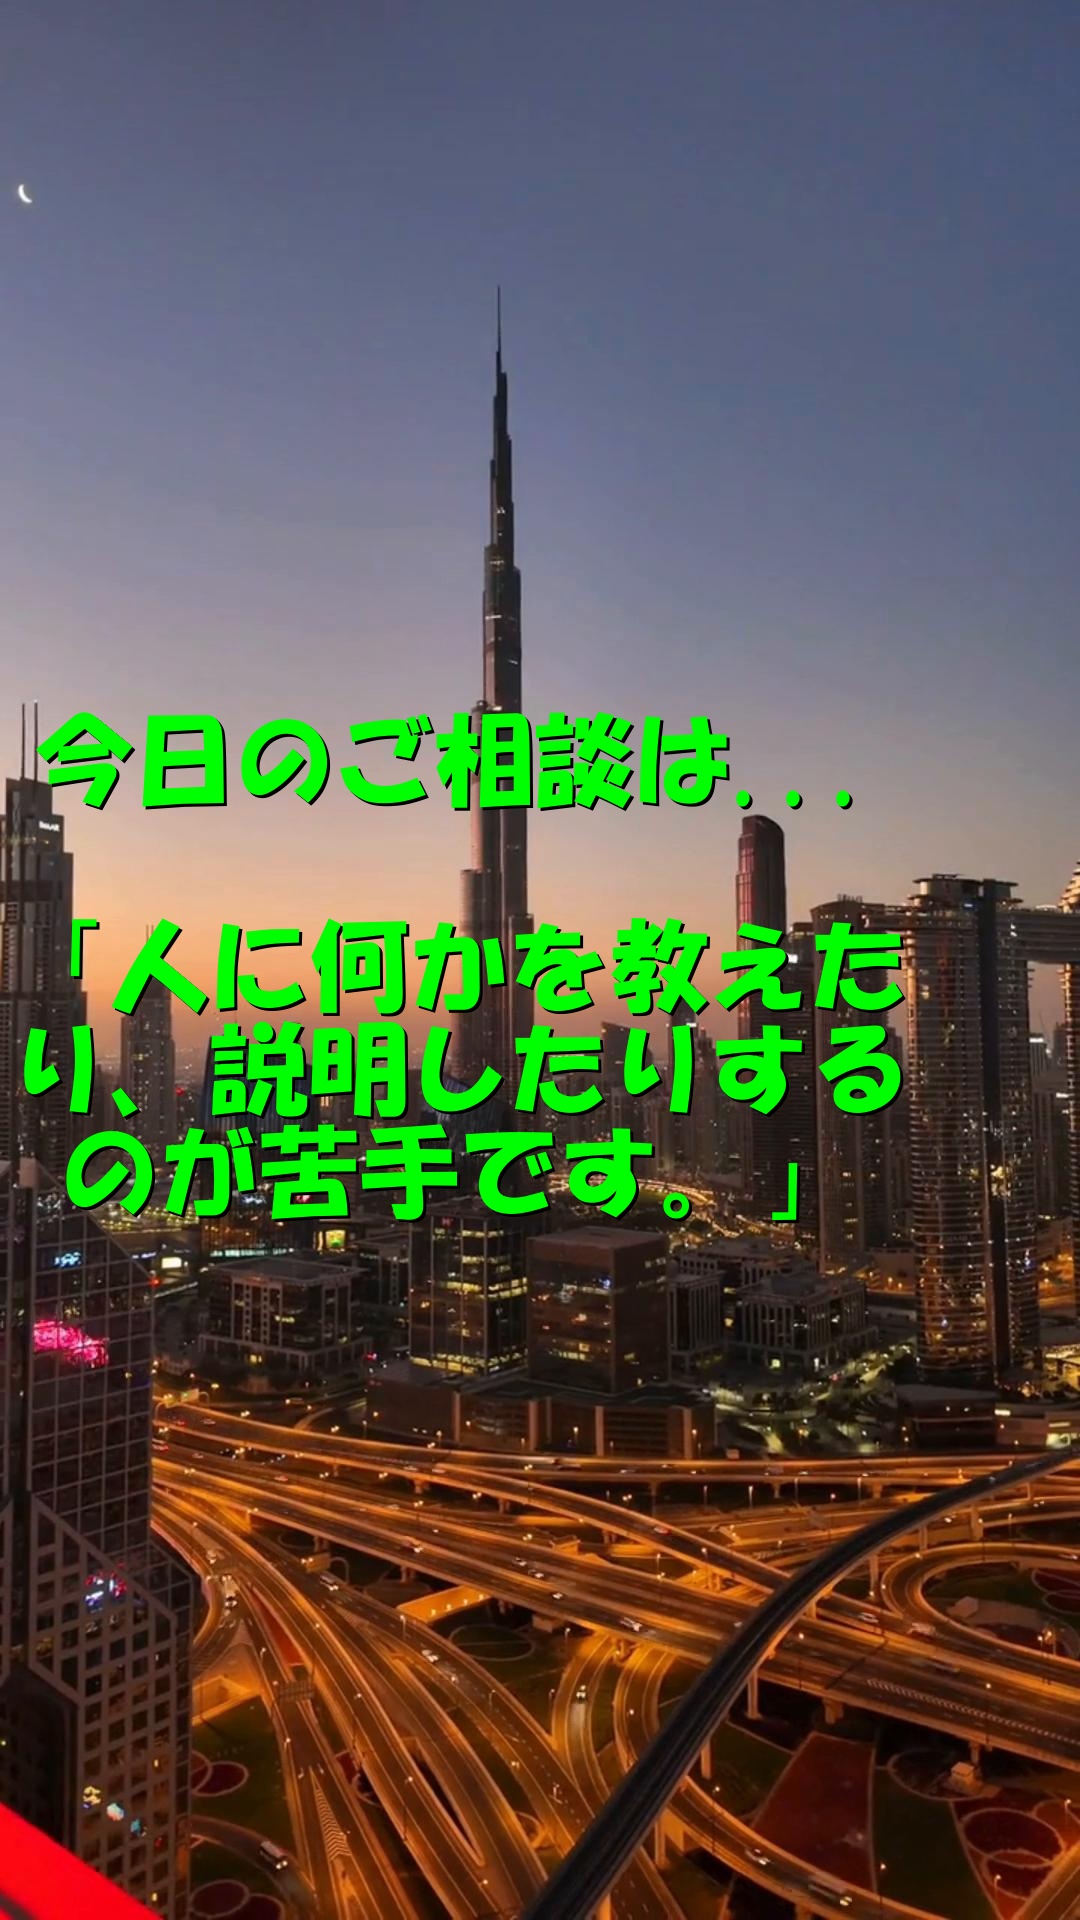 今日のご相談は...
「人に何かを教えた
り、説明したりする
のが苦手です。」